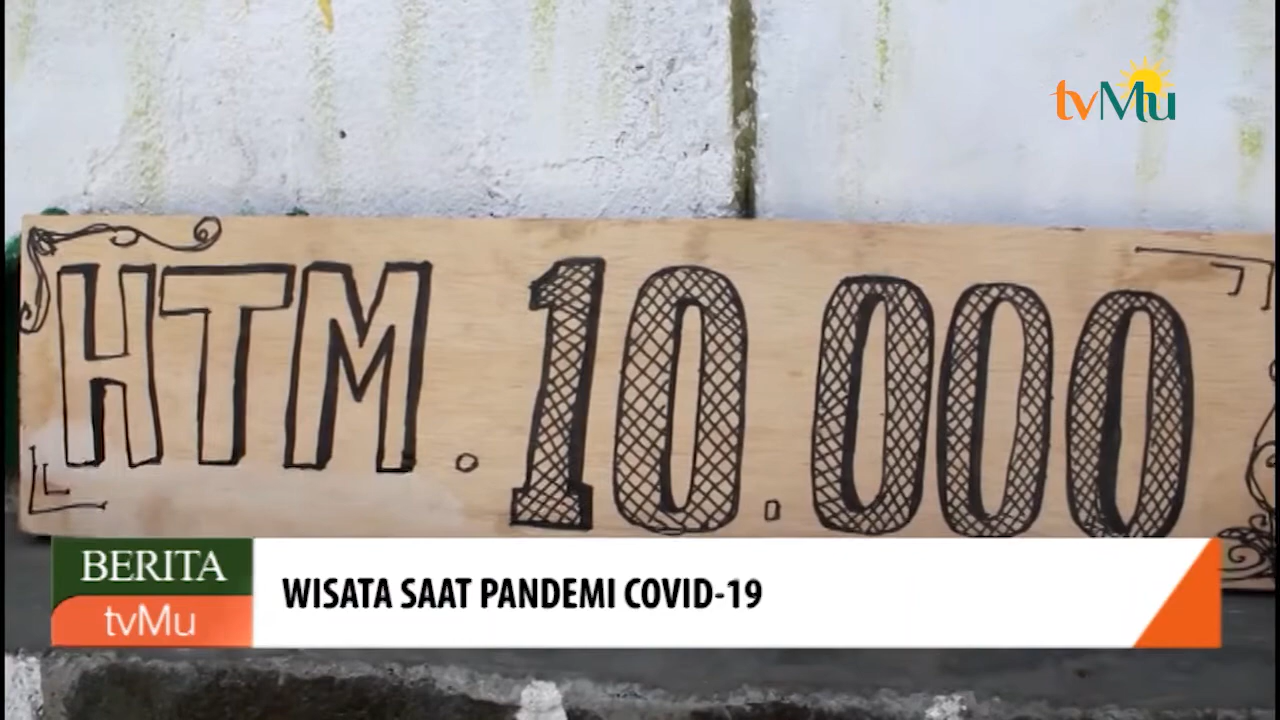 tvMu
HTM. 10.000
BERITA
tvMu
WISATA SAAT PANDEMI COVID-19